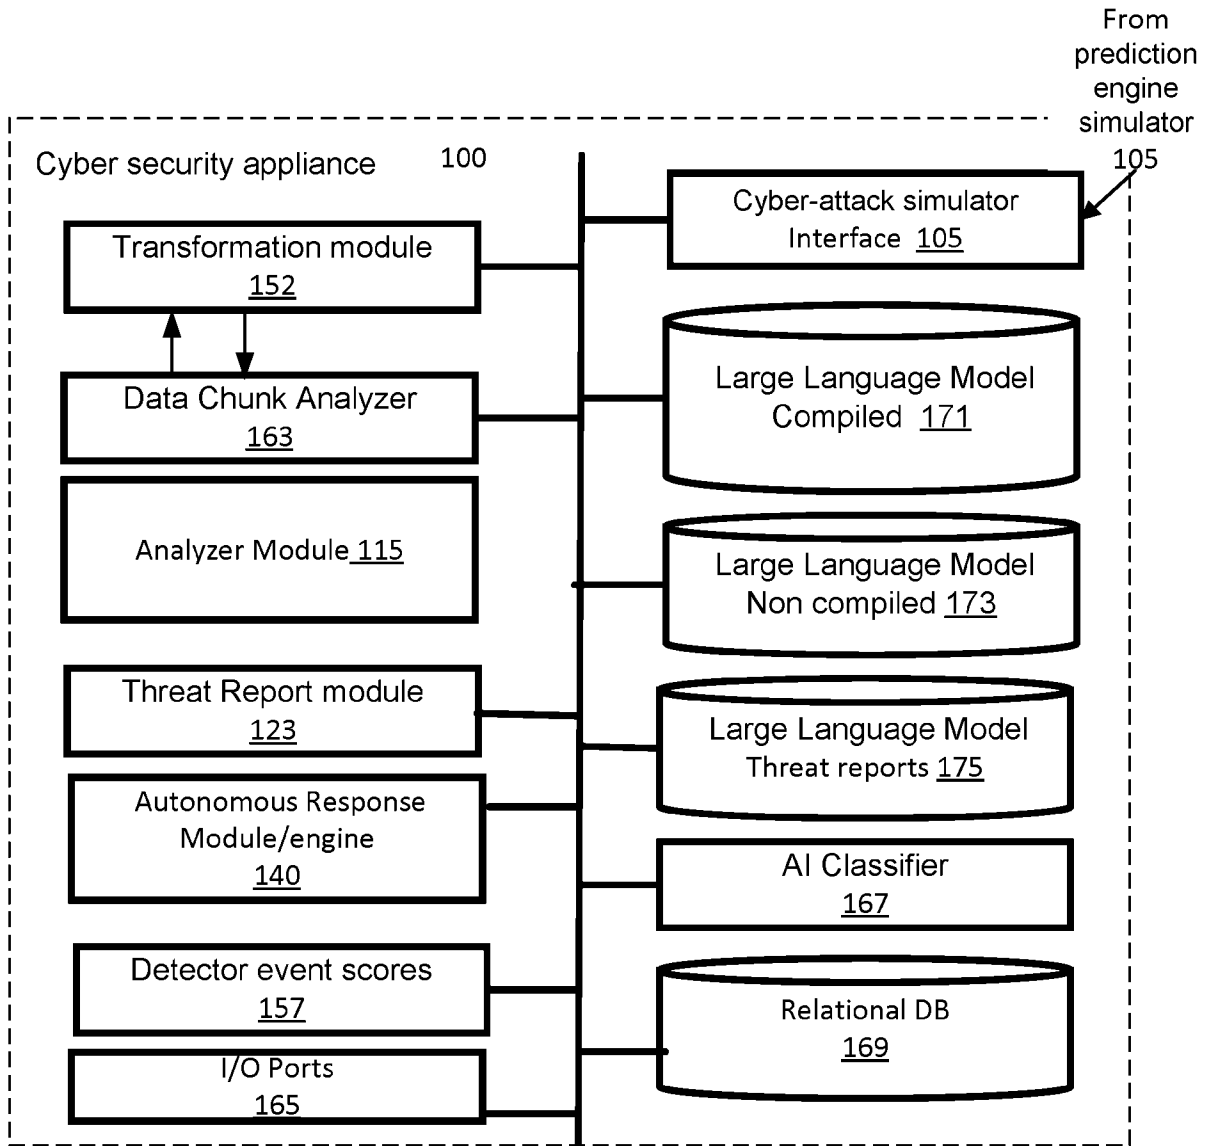 From
prediction
engine
simulator
105
Cyber security appliance 100
Transformation module
152
Data Chunk Analyzer
163
Analyzer Module 115
Threat Report module
123
Autonomous Response
Module/engine
140
Detector event scores
157
I/O Ports
165
Cyber-attack simulator
Interface 105
Large Language Model
Compiled 171
Large Language Model
Non compiled 173
Large Language Model
Threat reports 175
AI Classifier
167
Relational DB
169